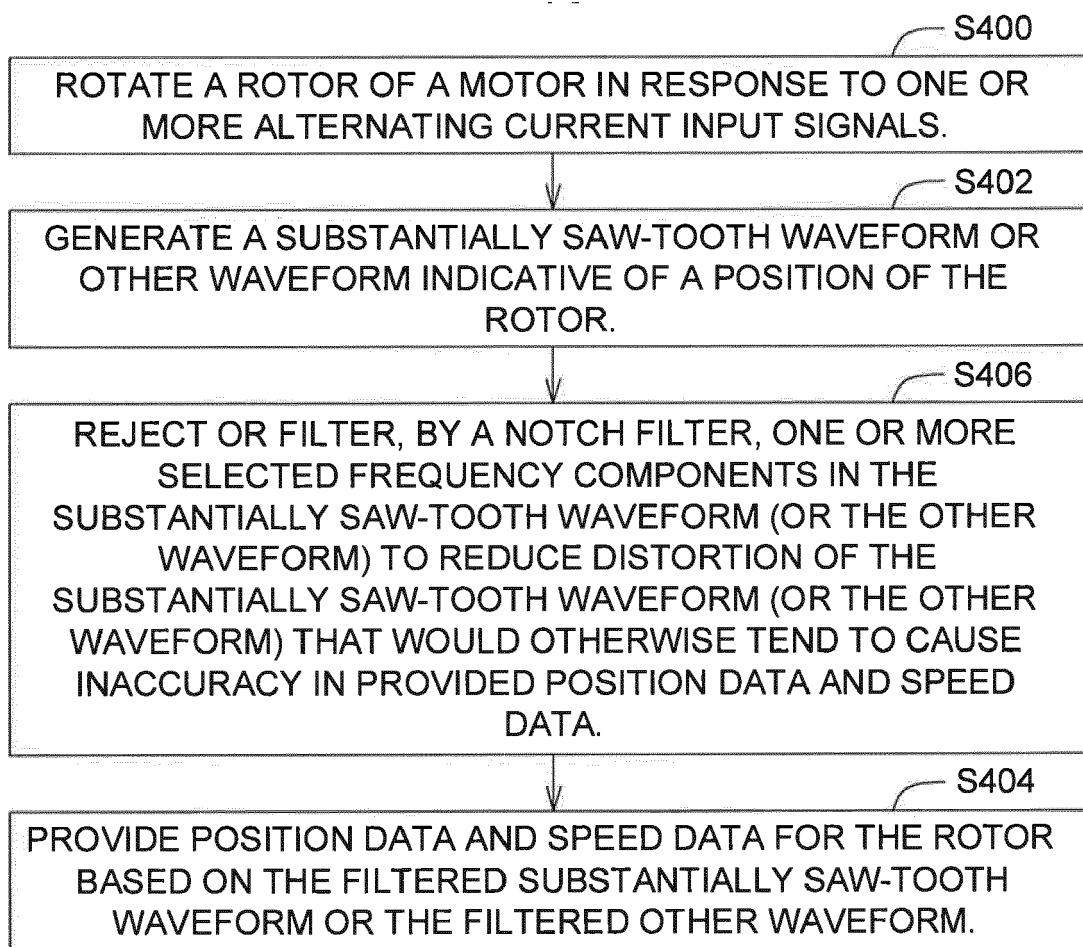 S400
ROTATE A ROTOR OF A MOTOR IN RESPONSE TO ONE OR
MORE ALTERNATING CURRENT INPUT SIGNALS.
S402
GENERATE A SUBSTANTIALLY SAW-TOOTH WAVEFORM OR
OTHER WAVEFORM INDICATIVE OF A POSITION OF THE
ROTOR.
S406
REJECT OR FILTER, BY A NOTCH FILTER, ONE OR MORE
SELECTED FREQUENCY COMPONENTS IN THE
SUBSTANTIALLY SAW-TOOTH WAVEFORM (OR THE OTHER
WAVEFORM) TO REDUCE DISTORTION OF THE
SUBSTANTIALLY SAW-TOOTH WAVEFORM (OR THE OTHER
WAVEFORM) THAT WOULD OTHERWISE TEND TO CAUSE
INACCURACY IN PROVIDED POSITION DATA AND SPEED
DATA.
S404
PROVIDE POSITION DATA AND SPEED DATA FOR THE ROTOR
BASED ON THE FILTERED SUBSTANTIALLY SAW-TOOTH
WAVEFORM OR THE FILTERED OTHER WAVEFORM.